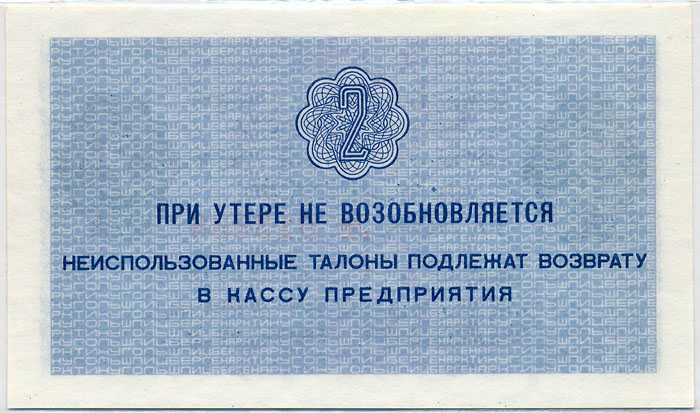 2
ПРИ УТЕРЕ НЕ ВОЗОБНОВЛЯЕТСЯ
НЕИСПОЛЬЗОВАННЫЕ ТАЛОНЫ ПОДЛЕЖАТ ВОЗВРАТУ
В КАССУ ПРЕДПРИЯТИЯ